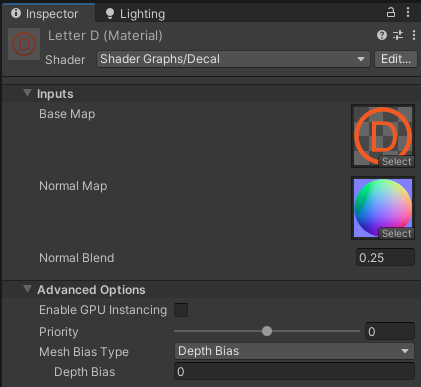 Inspector
Lighting
Letter D (Material)
Shader Shader Graphs/Decal Edit...
Inputs
Base Map
D
Select
Normal Map
Select
Normal Blend 0.25
Advanced Options
Enable GPU Instancing
Priority 0
Mesh Bias Type Depth Bias
Depth Bias 0